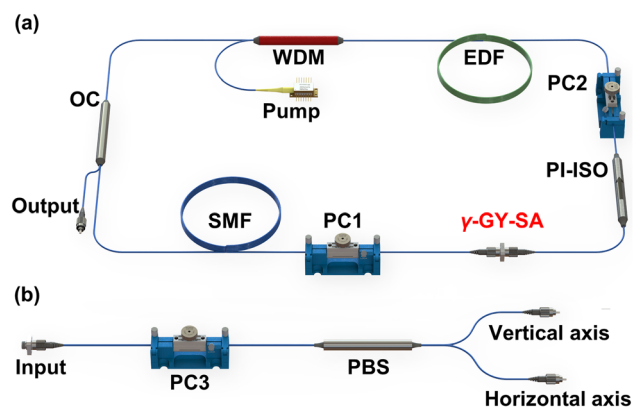 (a)
WDM
EDF
PC2
OC
Pump
PI-ISO
Output
SMF
PC1
γ-GY-SA
(b)
Input
PC3
PBS
Vertical axis
Horizontal axis